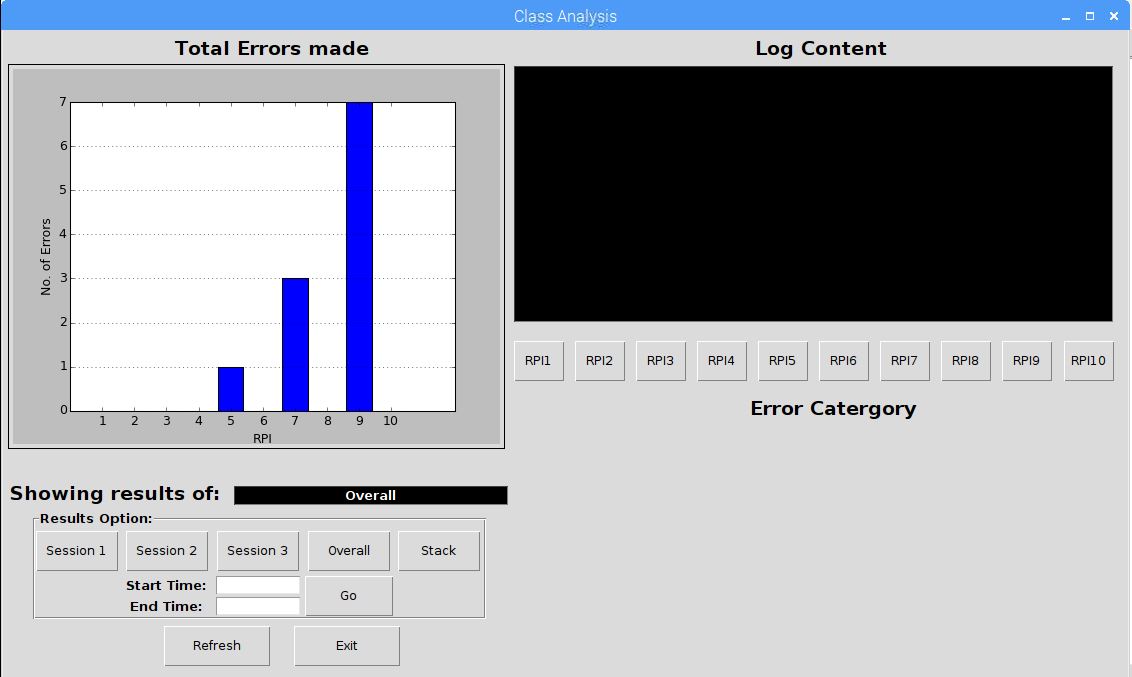 Class Analysis
Total Errors made
7
6
5
4
3
2
1
0
No. of Errors
1 2 3 4 5 6 7 8 9 10
RPI
Log Content
RPI1 RPI2 RPI3 RPI4 RPI5 RPI6 RPI7 RPI8 RPI9 RPI10
Error Catergory
Showing results of: Overall
Results Option:
Session 1 Session 2 Session 3 Overall Stack
Start Time:
End Time:
Go
Refresh Exit